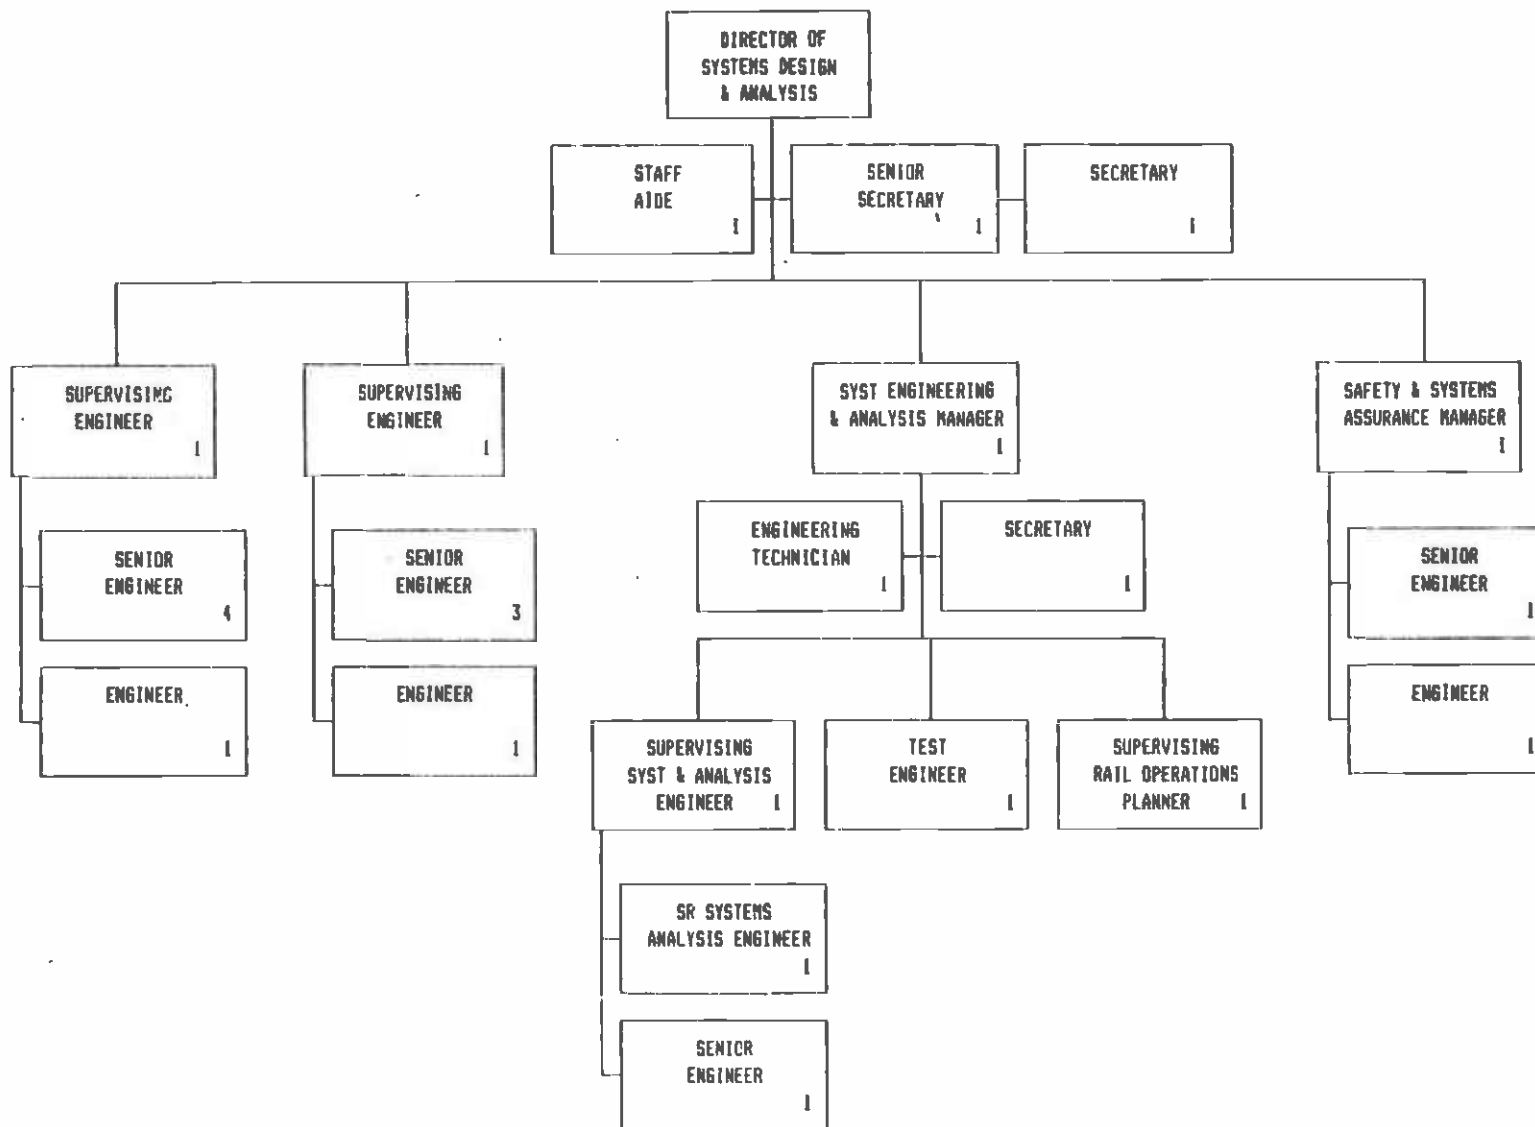 DIRECTOR OF
SYSTEMS DESIGN
& ANALYSIS
STAFF
AIDE
1
SENIOR
SECRETARY
1
SECRETARY
1
SUPERVISING
ENGINEER
1
SUPERVISING
ENGINEER
1
SYST ENGINEERING
& ANALYSIS MANAGER
1
SAFETY & SYSTEMS
ASSURANCE MANAGER
1
SENIOR
ENGINEER
4
SENIOR
ENGINEER
3
ENGINEERING
TECHNICIAN
1
SECRETARY
1
SENIOR
ENGINEER
1
ENGINEER
1
ENGINEER
1
SUPERVISING
SYST & ANALYSIS
ENGINEER 1
TEST
ENGINEER 1
SUPERVISING
RAIL OPERATIONS
PLANNER 1
ENGINEER
1
SR SYSTEMS
ANALYSIS ENGINEER
1
SENIOR
ENGINEER
1